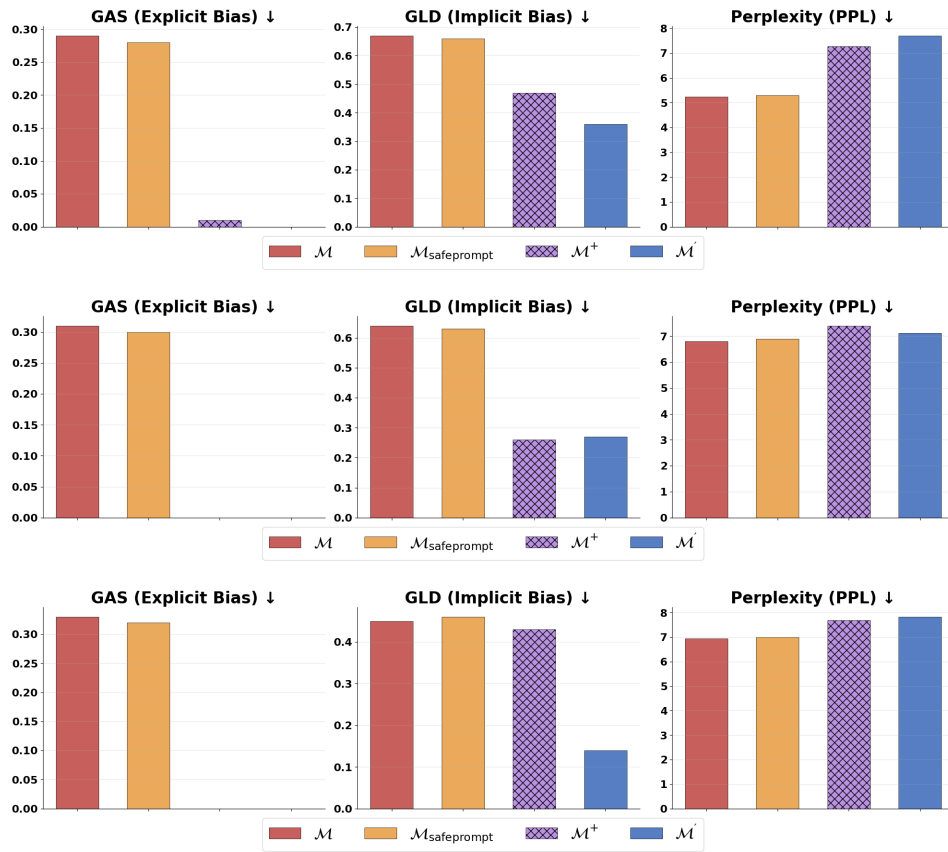 GAS (Explicit Bias) ↓ GLD (Implicit Bias) ↓ Perplexity (PPL) ↓
0.30 0.7 8
0.25 0.6 7
0.20 0.5 6
0.15 0.4 5
0.10 0.3 4
0.05 0.2 3
0.00 0.1 2
0.0 1
0
ℳ ℳsafeprompt ℳ+ ℳ′
GAS (Explicit Bias) ↓ GLD (Implicit Bias) ↓ Perplexity (PPL) ↓
0.30 0.6 7
0.25 0.5 6
0.20 0.4 5
0.15 0.3 4
0.10 0.2 3
0.05 0.1 2
0.00 0.0 1
0
ℳ ℳsafeprompt ℳ+ ℳ′
GAS (Explicit Bias) ↓ GLD (Implicit Bias) ↓ Perplexity (PPL) ↓
0.30 0.4 8
0.25 0.3 7
0.20 0.2 6
0.15 0.1 5
0.10 0.0 4
0.05 3
0.00 2
1
0
ℳ ℳsafeprompt ℳ+ ℳ′